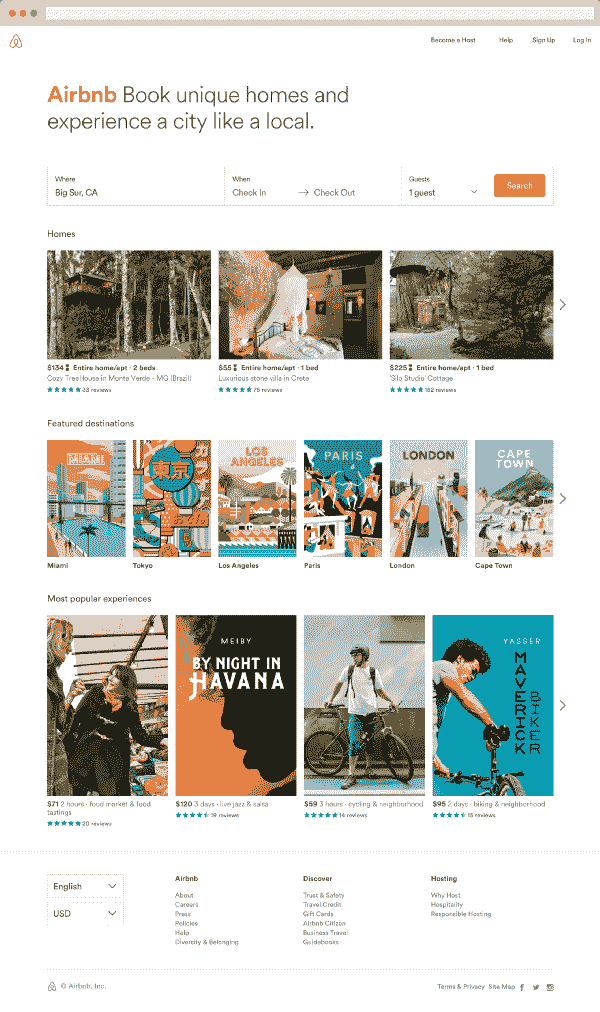 Become a Host Help Sign Up Log In
Airbnb Book unique homes and
experience a city like a local.
Where
Big Sur, CA
When
Check In → Check Out
Guests
1 guest
Search
Homes
$134 Entire home/apt · 2 beds
Cozy TreeHouse in Monte Verde - MG (Brazil)
33 reviews
$55 Entire home/apt · 1 bed
Luxurious stone villa in Crete
75 reviews
$225 Entire home/apt · 1 bed
'Silo Studio' Cottage
152 reviews
Featured destinations
MIAMI
東京
おでん
LOS
ANGELES
PARIS
LONDON
CAPE
TOWN
Miami
Tokyo
Los Angeles
Paris
London
Cape Town
Most popular experiences
MEIBY
BY NIGHT IN
HAVANA
YASSER
MAVERICK
BIKER
$71 2 hours · food market & food
tastings
20 reviews
$120 3 days · live jazz & salsa
19 reviews
$59 3 hours · cycling & neighborhood
14 reviews
$95 2 days · biking & neighborhood
15 reviews
English
USD
Airbnb
About
Careers
Press
Policies
Help
Diversity & Belonging
Discover
Trust & Safety
Travel Credit
Gift Cards
Airbnb Citizen
Business Travel
Guidebooks
Hosting
Why Host
Hospitality
Responsible Hosting
© Airbnb, Inc.
Terms & Privacy Site Map